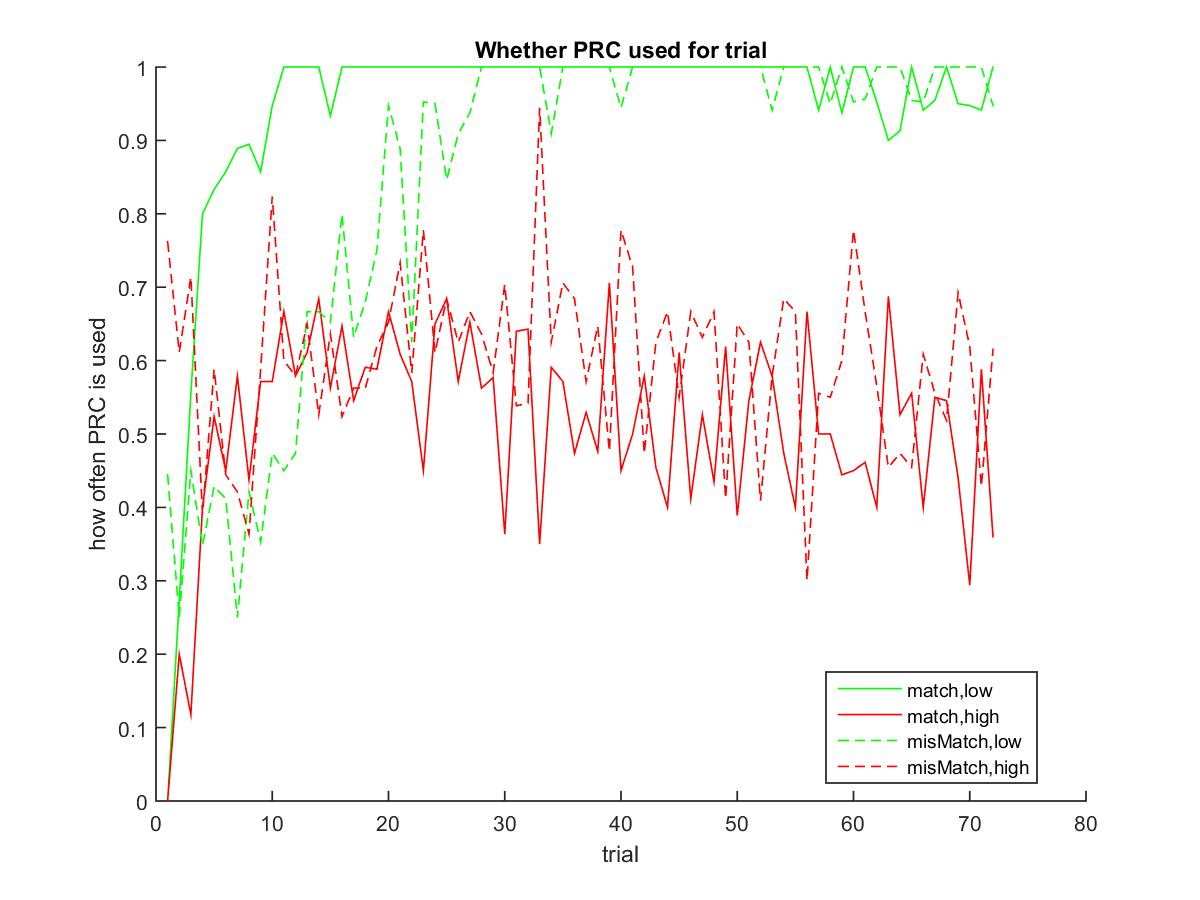 Whether PRC used for trial
1
0.9
0.8
0.7
0.6
0.5
0.4
0.3
0.2
0.1
0
how often PRC is used
0 10 20 30 40 50 60 70 80
trial
match,low
match,high
misMatch,low
misMatch,high